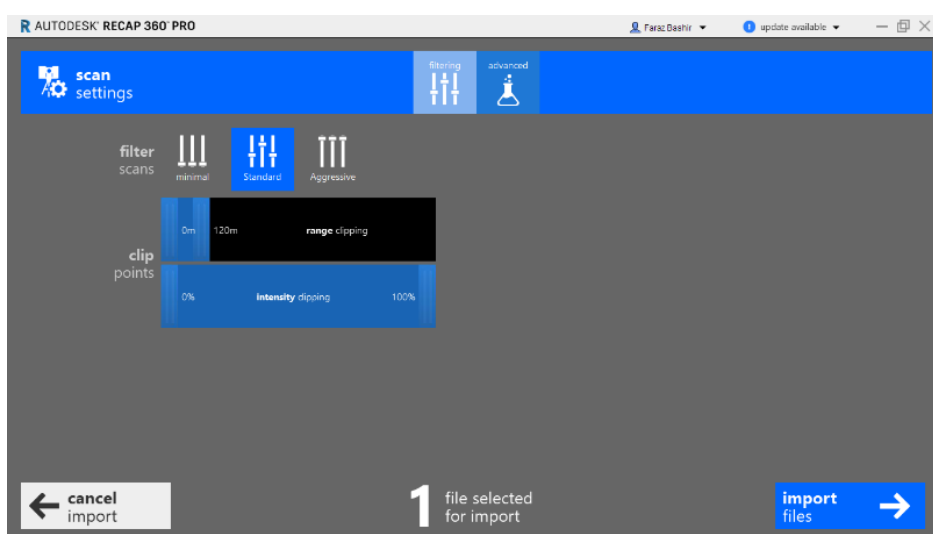 R AUTODESK® RECAP 360™ PRO
Faraz Bashir
update available
scan
settings
filtering
advanced
filter
scans
minimal
Standard
Aggressive
clip
points
0m 120m range clipping
0% intensity clipping 100%
cancel
import
1 file selected
for import
import
files